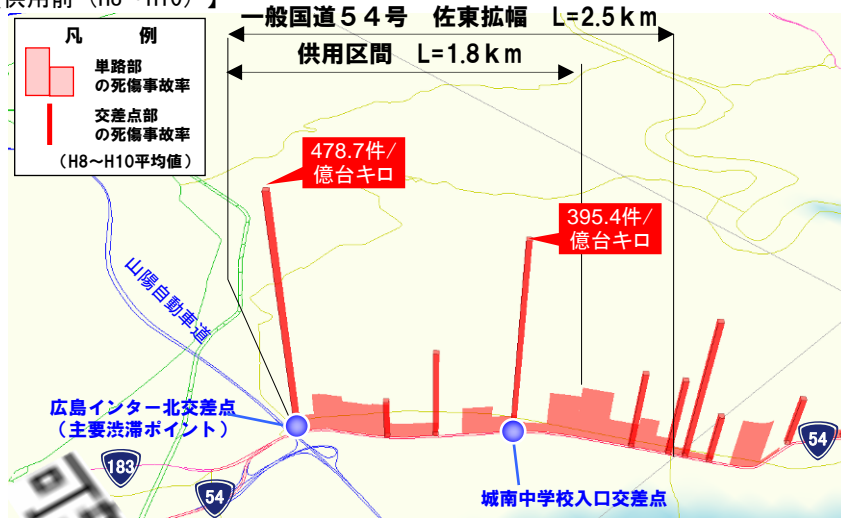 供用前（H8～H10）】
一般国道５４号　佐東拡幅　L=2.5ｋｍ
供用区間　L=1.8ｋｍ
凡　例
単路部
の死傷事故率
交差点部
の死傷事故率
（H8～H10平均値）
478.7件/
億台キロ
395.4件/
億台キロ
山陽自動車道
広島インター北交差点
（主要渋滞ポイント）
城南中学校入口交差点
183
54
54